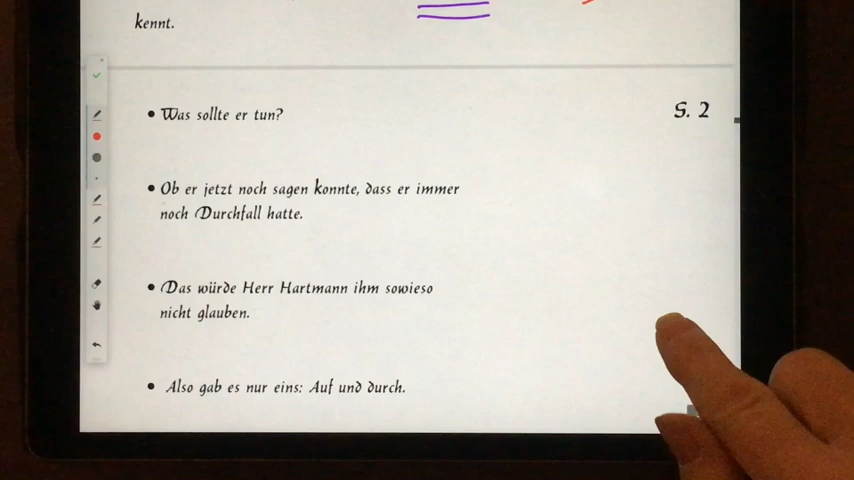 kennt.
• Was sollte er tun?
S. 2
• Ob er jetzt noch sagen konnte, dass er immer
noch Durchfall hatte.
• Das würde Herr Hartmann ihm sowieso
nicht glauben.
• Also gab es nur eins: Auf und durch.